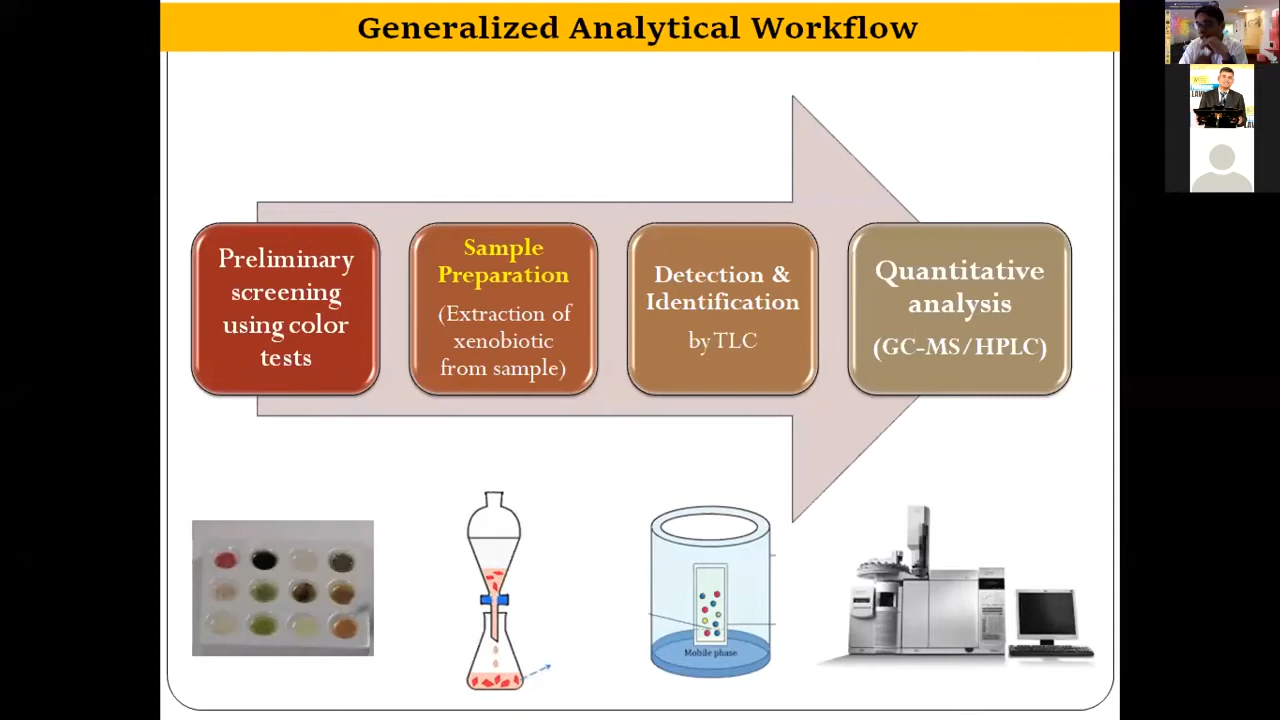 Generalized Analytical Workflow
Preliminary
screening
using color
tests
Sample
Preparation
(Extraction of
xenobiotic
from sample)
Detection &
Identification
by TLC
Quantitative
analysis
(GC-MS/HPLC)
Mobile phase
LAW